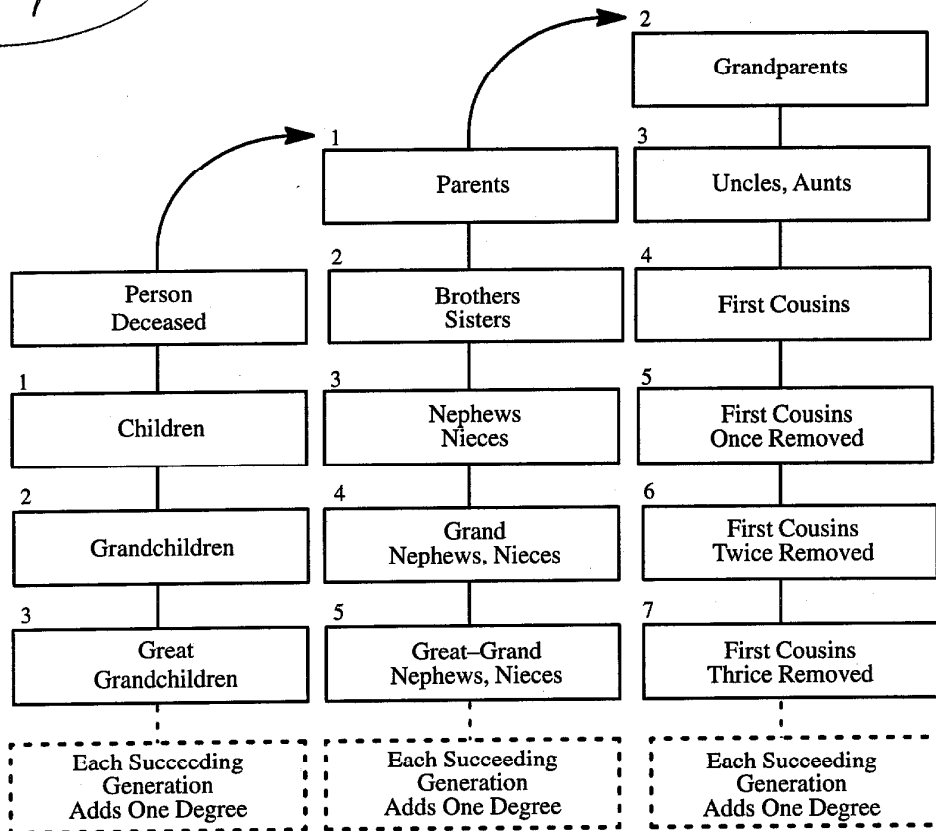 2
Grandparents
1
Parents
3
Uncles, Aunts
Person
Deceased
2
Brothers
Sisters
4
First Cousins
1
Children
3
Nephews
Nieces
5
First Cousins
Once Removed
2
Grandchildren
4
Grand
Nephews, Nieces
6
First Cousins
Twice Removed
3
Great
Grandchildren
5
Great–Grand
Nephews, Nieces
7
First Cousins
Thrice Removed
Each Succeeding
Generation
Adds One Degree
Each Succeeding
Generation
Adds One Degree
Each Succeeding
Generation
Adds One Degree